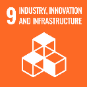 9 INDUSTRY, INNOVATION
AND INFRASTRUCTURE